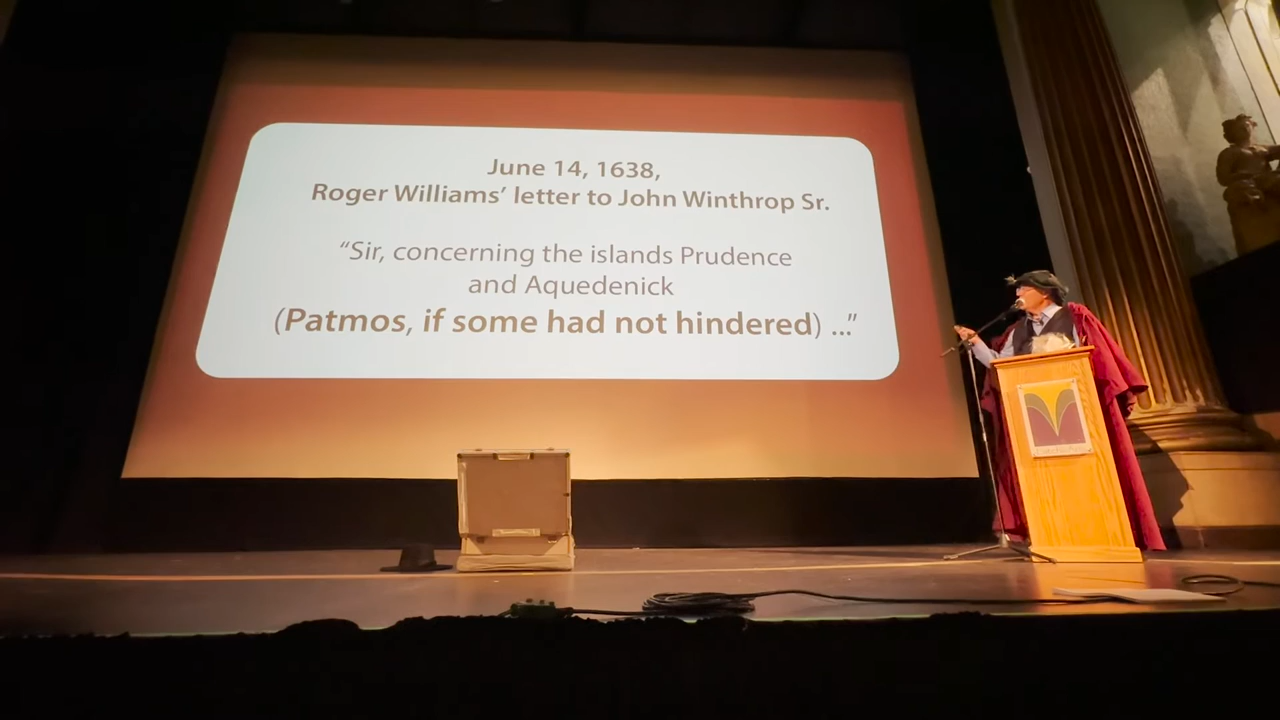 June 14, 1638,
Roger Williams’ letter to John Winthrop Sr.
“Sir, concerning the islands Prudence
and Aquedenick
(Patmos, if some had not hindered) ...”